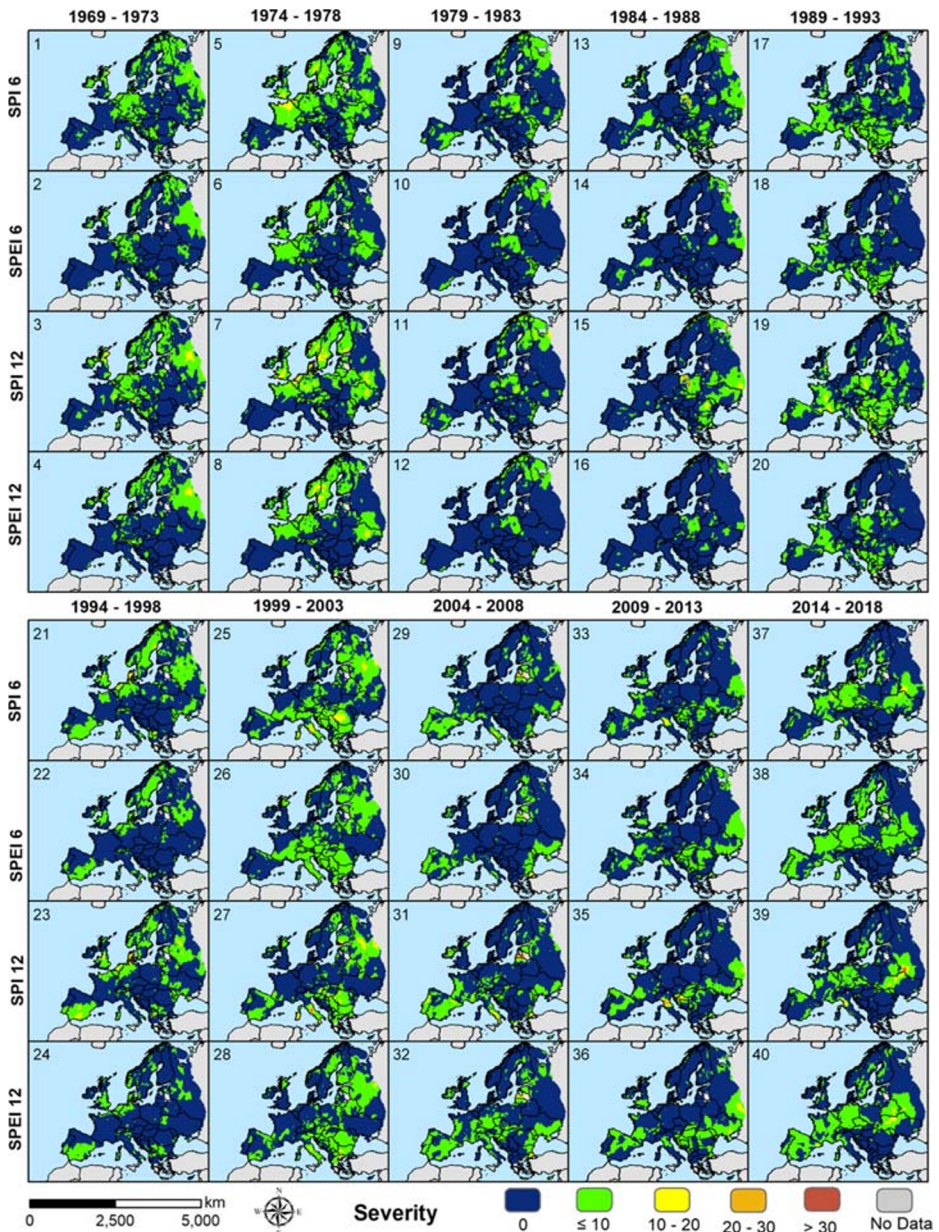 1969 - 1973 1974 - 1978 1979 - 1983 1984 - 1988 1989 - 1993
SPI 6 1 5 9 13 17
SPEI 6 2 6 10 14 18
SPI 12 3 7 11 15 19
SPEI 12 4 8 12 16 20
1994 - 1998 1999 - 2003 2004 - 2008 2009 - 2013 2014 - 2018
SPI 6 21 25 29 33 37
SPEI 6 22 26 30 34 38
SPI 12 23 27 31 35 39
SPEI 12 24 28 32 36 40
km
0 2,500 5,000
N
W E
S
Severity
0 ≤ 10 10 - 20 20 - 30 > 30 No Data